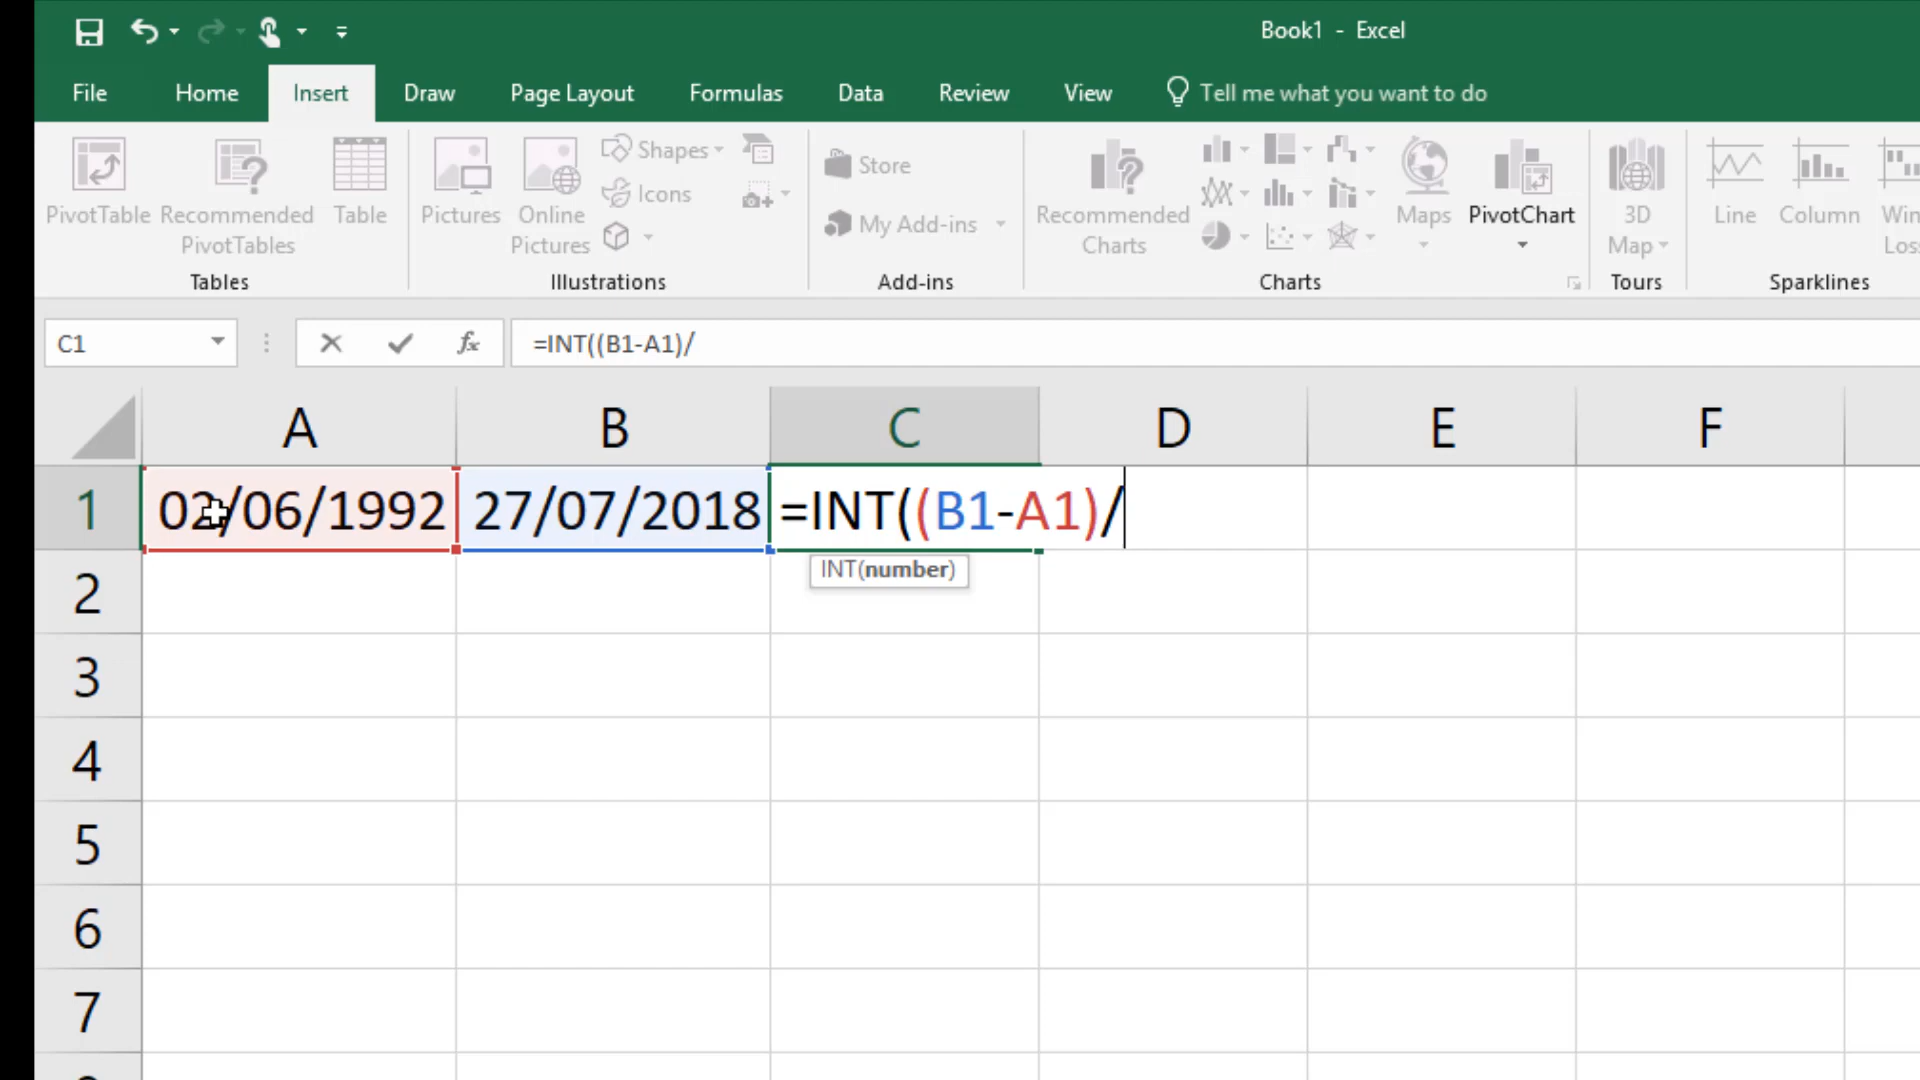 Book1 - Excel
File Home Insert Draw Page Layout Formulas Data Review View Tell me what you want to do
PivotTable
Recommended
PivotTables
Table
Tables
Pictures
Online
Pictures
Shapes
Icons
Illustrations
Store
My Add-ins
Add-ins
Recommended
Charts
Maps
PivotChart
Charts
3D
Map
Tours
Line
Column
Win
Loss
Sparklines
C1 fx =INT((B1-A1)/
A B C D E F
1 02/06/1992 27/07/2018 =INT((B1-A1)/
INT(number)
2
3
4
5
6
7